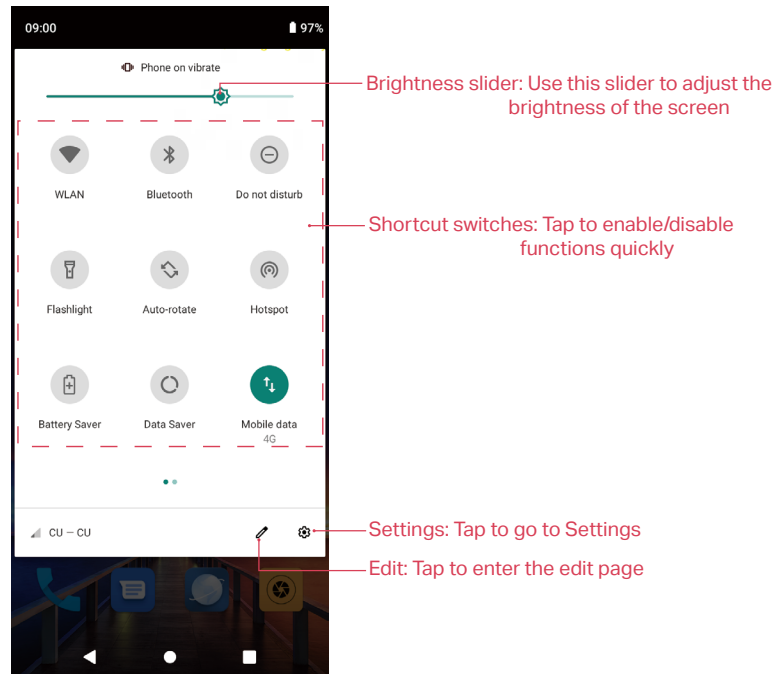 09:00 97%
Phone on vibrate
Brightness slider: Use this slider to adjust the
brightness of the screen
WLAN Bluetooth Do not disturb
Shortcut switches: Tap to enable/disable
functions quickly
Flashlight Auto-rotate Hotspot
Battery Saver Data Saver Mobile data
4G
CU — CU
Settings: Tap to go to Settings
Edit: Tap to enter the edit page